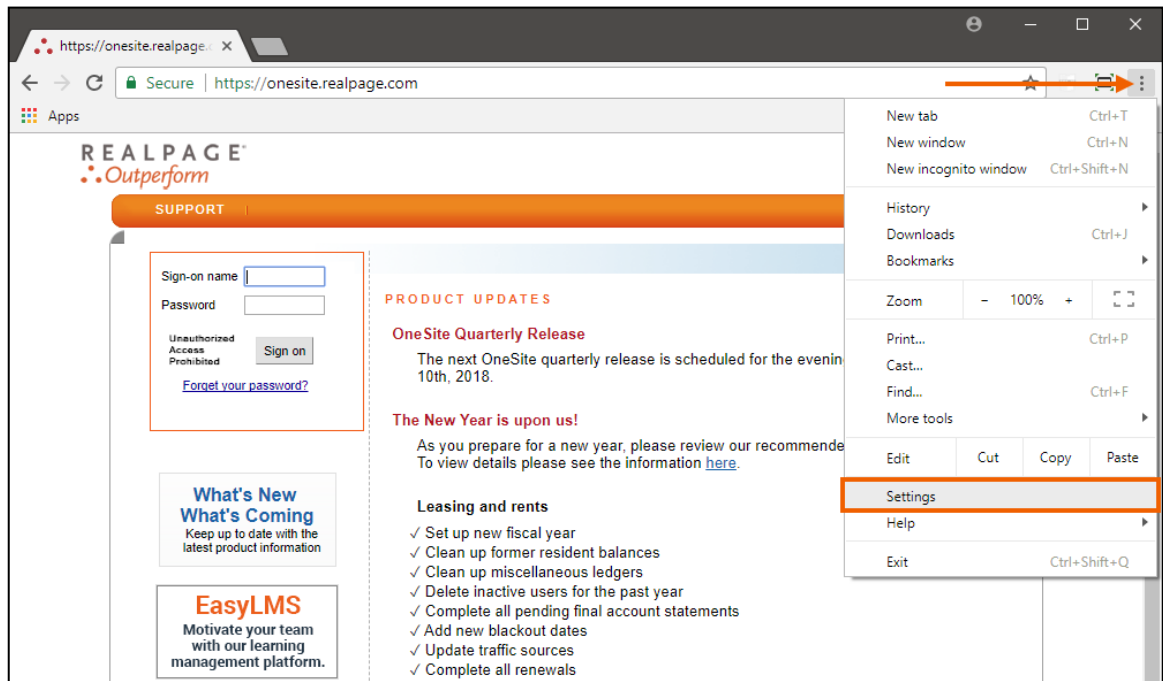 https://onesite.realpage.c
Secure | https://onesite.realpage.com
Apps
REALPAGE
Outperform
SUPPORT
Sign-on name
Password
Unauthorized
Access
Prohibited
Sign on
Forget your password?
What's New
What's Coming
Keep up to date with the
latest product information
EasyLMS
Motivate your team
with our learning
management platform.
PRODUCT UPDATES
OneSite Quarterly Release
The next OneSite quarterly release is scheduled for the evenin
10th, 2018.
The New Year is upon us!
As you prepare for a new year, please review our recommende
To view details please see the information here.
Leasing and rents
✓ Set up new fiscal year
✓ Clean up former resident balances
✓ Clean up miscellaneous ledgers
✓ Delete inactive users for the past year
✓ Complete all pending final account statements
✓ Add new blackout dates
✓ Update traffic sources
✓ Complete all renewals
New tab Ctrl+T
New window Ctrl+N
New incognito window Ctrl+Shift+N
History
Downloads Ctrl+J
Bookmarks
Zoom - 100% +
Print... Ctrl+P
Cast...
Find... Ctrl+F
More tools
Edit Cut Copy Paste
Settings
Help
Exit Ctrl+Shift+Q